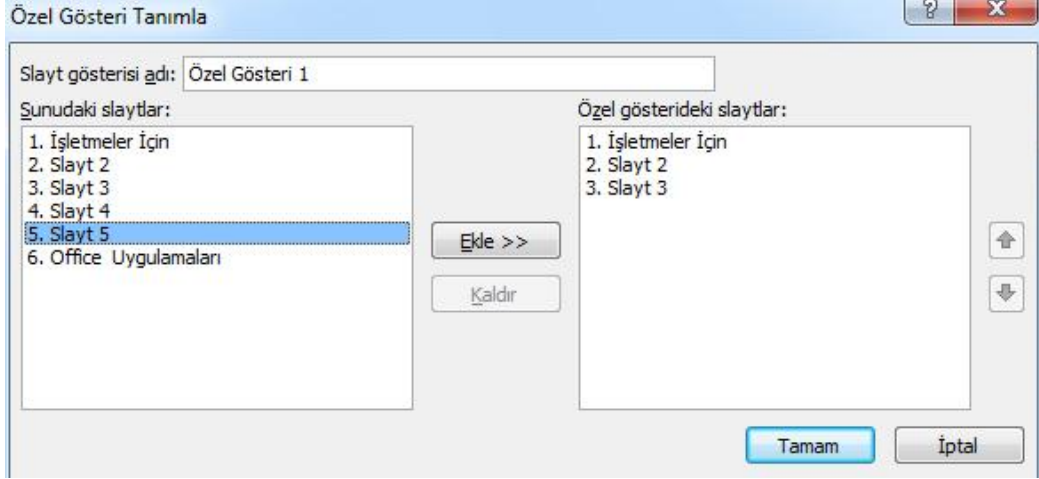 Özel Gösteri Tanımla
Slayt gösterisi adı: Özel Gösteri 1
Sunudaki slaytlar:
1. İşletmeler İçin
2. Slayt 2
3. Slayt 3
4. Slayt 4
5. Slayt 5
6. Office Uygulamaları
Ekle >>
Kaldır
Özel gösterideki slaytlar:
1. İşletmeler İçin
2. Slayt 2
3. Slayt 3
Tamam
İptal